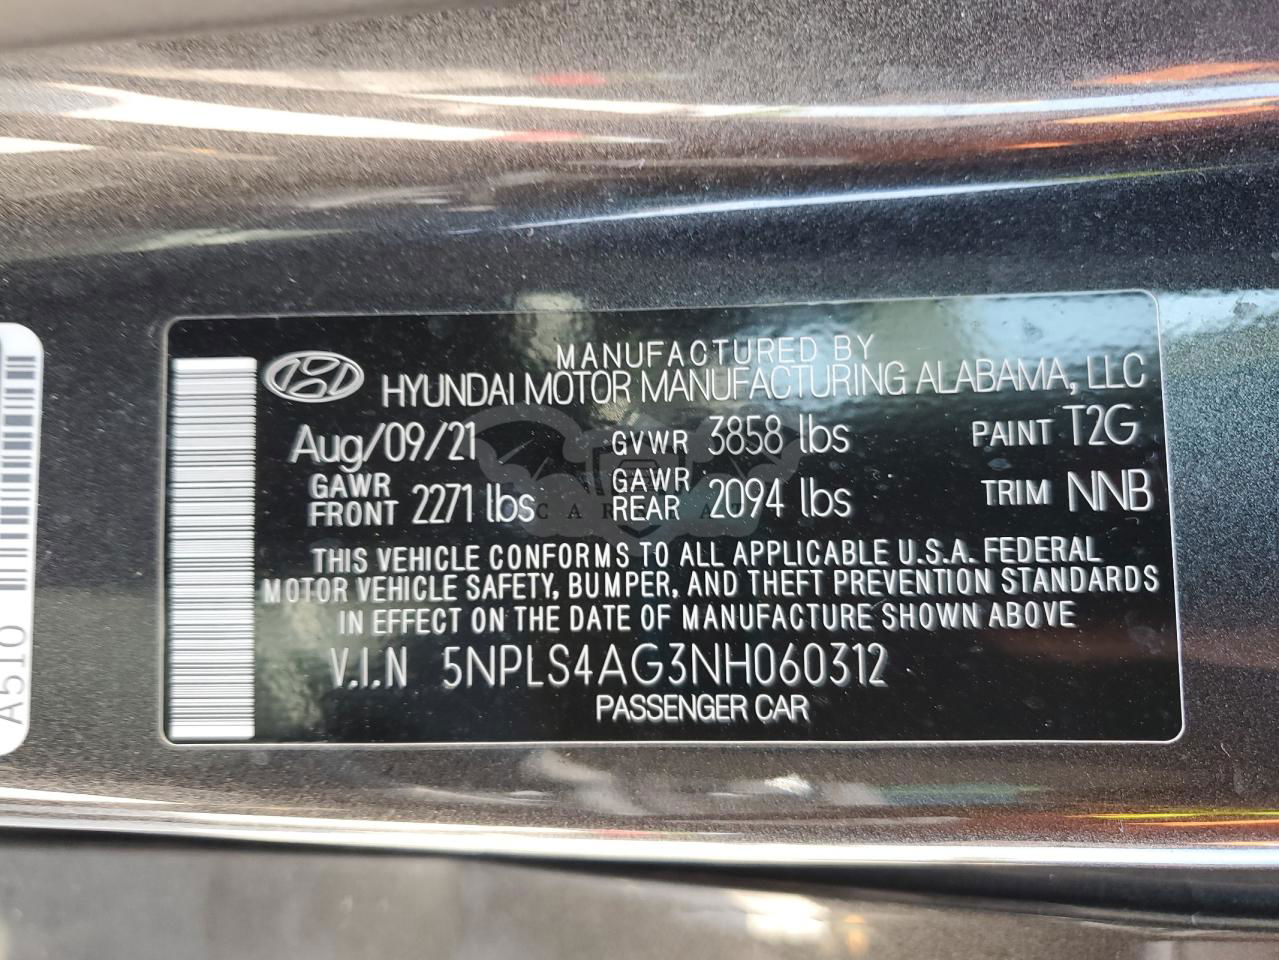 MANUFACTURED BY
HYUNDAI MOTOR MANUFACTURING ALABAMA, LLC
Aug/09/21 GVWR 3858 lbs PAINT T2G
GAWR FRONT 2271 lbs GAWR REAR 2094 lbs TRIM NNB
THIS VEHICLE CONFORMS TO ALL APPLICABLE U.S.A. FEDERAL
MOTOR VEHICLE SAFETY, BUMPER, AND THEFT PREVENTION STANDARDS
IN EFFECT ON THE DATE OF MANUFACTURE SHOWN ABOVE
V.I.N 5NPLS4AG3NH060312
PASSENGER CAR
A510